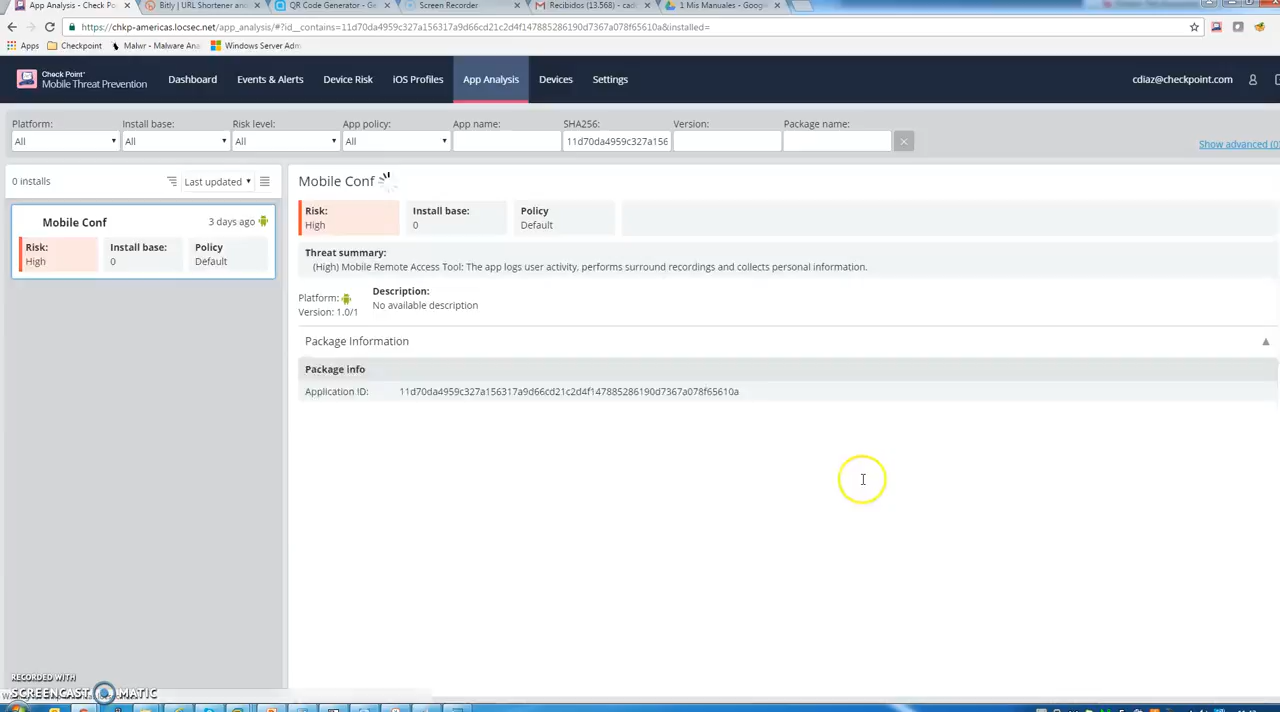 App Analysis - Check Po
Bitly | URL Shortener and
QR Code Generator - Fre
Screen Recorder
Recibidos (13.568) - cado
1 Mis Manuales - Google
https://chkp-americas.locsec.net/app_analysis/#?id__contains=11d70da4959c327a156317a9d66cd21c2d4f147885286190d7367a078f65610a&installed=
Apps Checkpoint Malwr - Malware Ana Windows Server Adm
Check Point
Mobile Threat Prevention
Dashboard Events & Alerts Device Risk iOS Profiles App Analysis Devices Settings cdiaz@checkpoint.com
Platform: Install base: Risk level: App policy: App name: SHA256: Version: Package name:
All All All All 11d70da4959c327a156
Show advanced (0)
0 installs Last updated
Mobile Conf 3 days ago
Risk: Install base: Policy
High 0 Default
Mobile Conf
Risk: Install base: Policy
High 0 Default
Threat summary:
(High) Mobile Remote Access Tool: The app logs user activity, performs surround recordings and collects personal information.
Platform:
Version: 1.0/1
Description:
No available description
Package Information
Package info
Application ID: 11d70da4959c327a156317a9d66cd21c2d4f147885286190d7367a078f65610a
RECORDED WITH
SCREENCAST MATIC